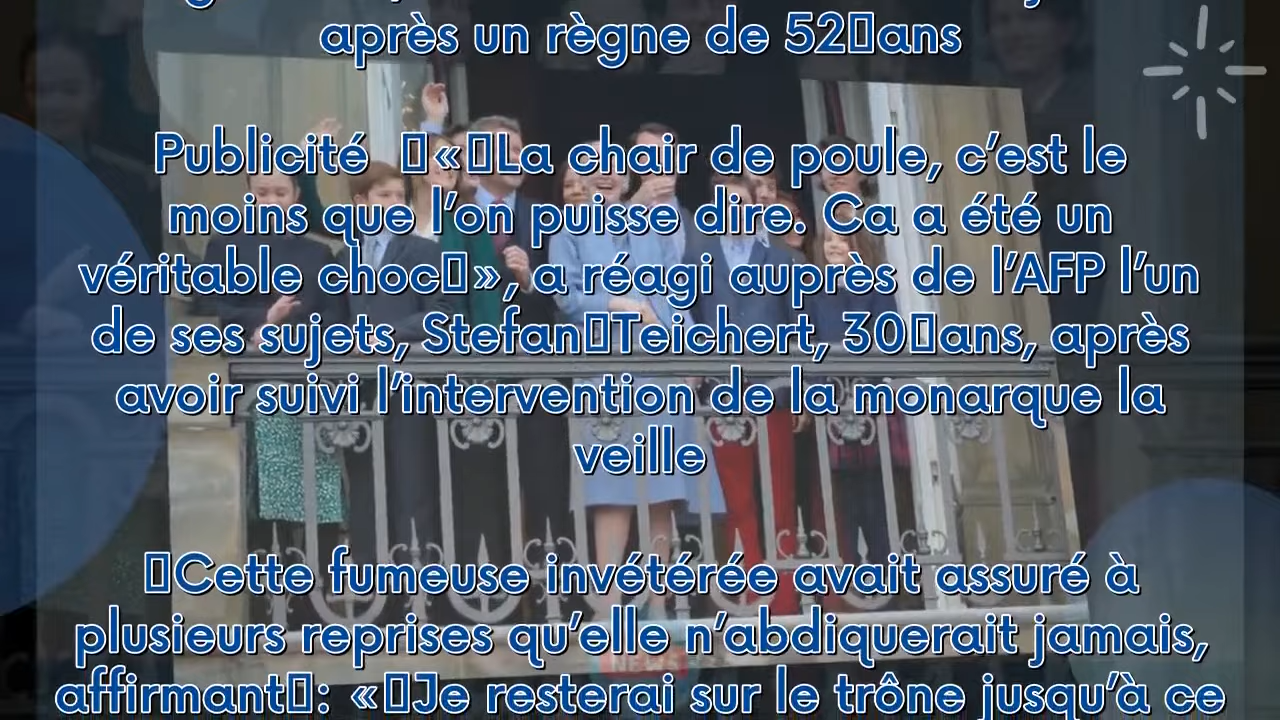 après un règne de 52▯ans
Publicité ▯«▯La chair de poule, c’est le
moins que l’on puisse dire. Ca a été un
véritable choc▯», a réagi auprès de l’AFP l’un
de ses sujets, Stefan▯Teichert, 30▯ans, après
avoir suivi l’intervention de la monarque la
veille
▯Cette fumeuse invétérée avait assuré à
plusieurs reprises qu’elle n’abdiquerait jamais,
NEWS
affirmant▯: «▯Je resterai sur le trône jusqu’à ce